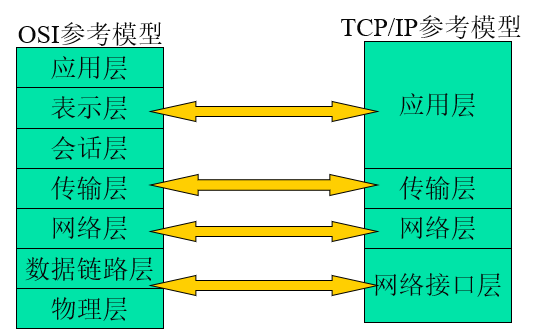 OSI参考模型
应用层
表示层
会话层
传输层
网络层
数据链路层
物理层
TCP/IP参考模型
应用层
传输层
网络层
网络接口层